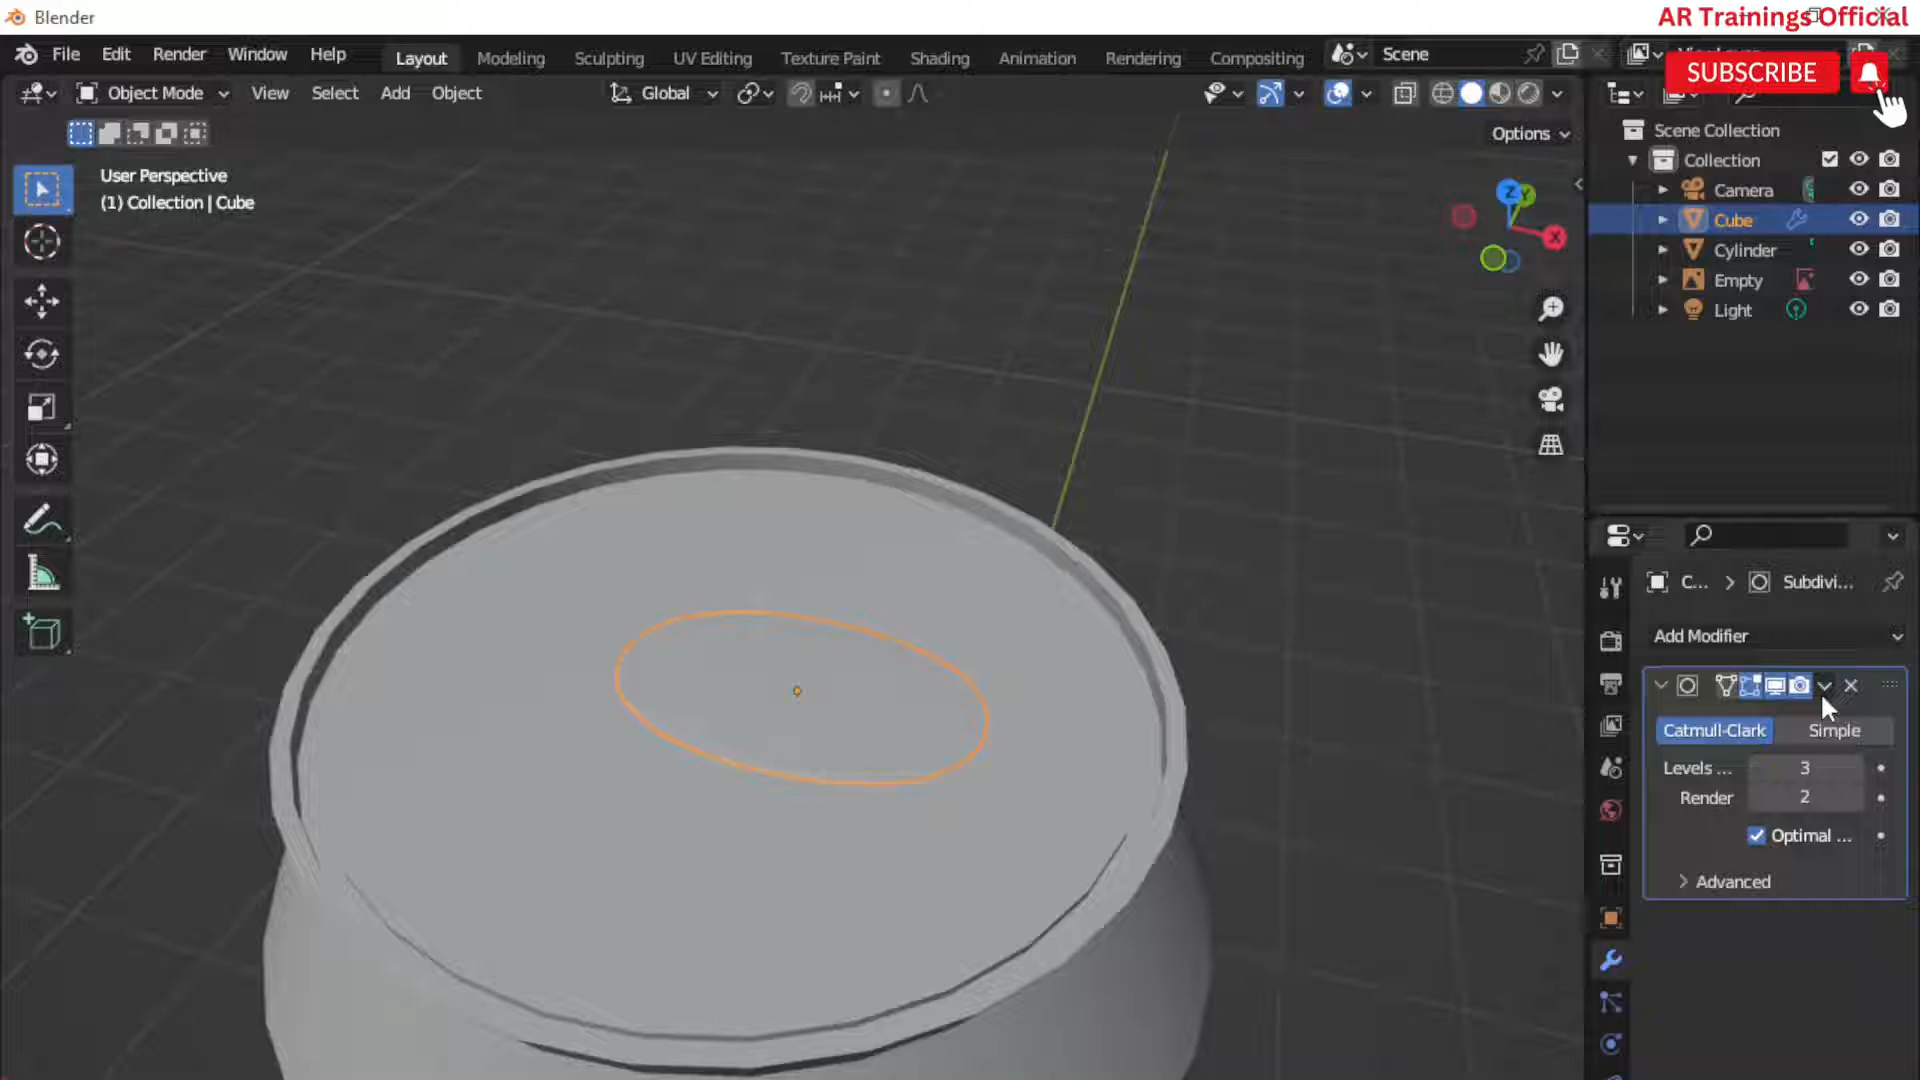 Blender
AR Trainings Official
File Edit Render Window Help
Layout Modeling Sculpting UV Editing Texture Paint Shading Animation Rendering Compositing
Scene
SUBSCRIBE
Object Mode View Select Add Object
Global
Options
User Perspective
(1) Collection | Cube
Z
Y
X
Scene Collection
Collection
Camera
Cube
Cylinder
Empty
Light
C... > Subdivi...
Add Modifier
Catmull-Clark Simple
Levels ... 3
Render 2
Optimal ...
Advanced